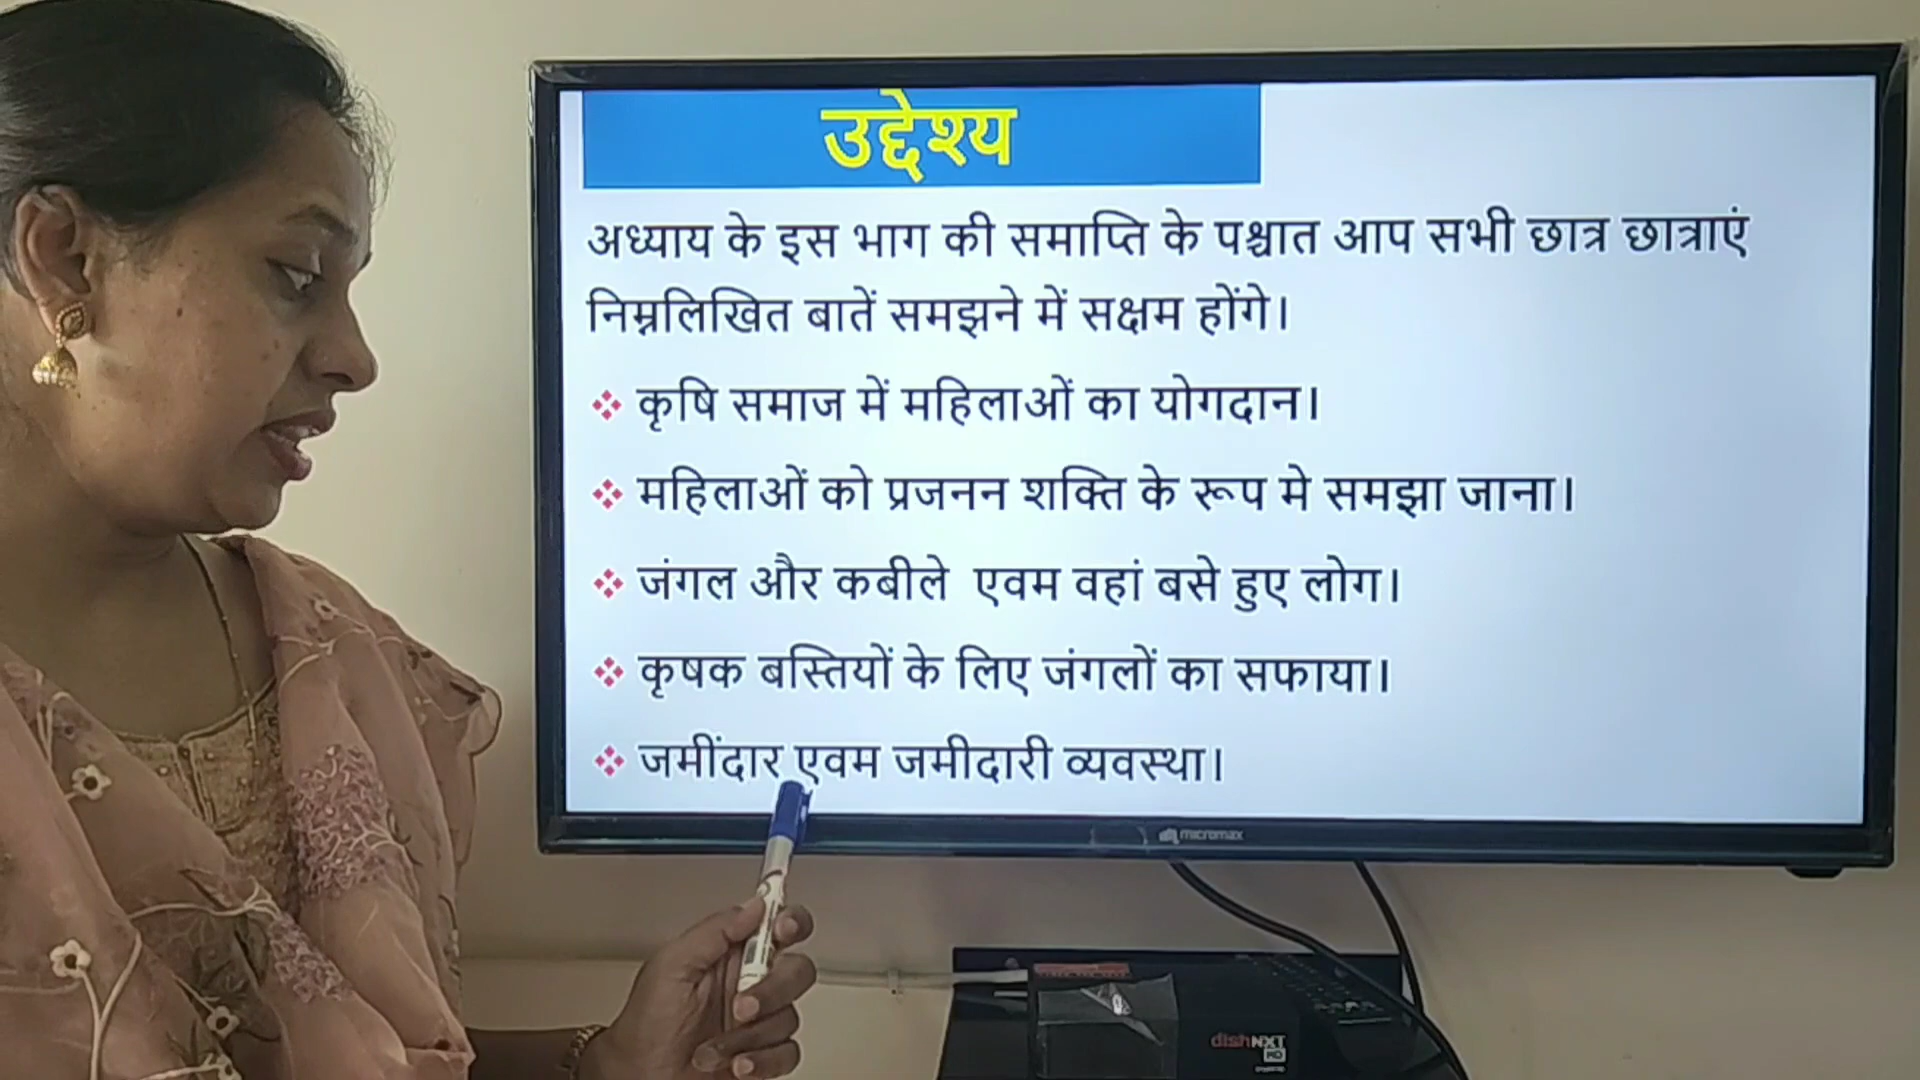 उद्देश्य
अध्याय के इस भाग की समाप्ति के पश्चात आप सभी छात्र छात्राएं
निम्नलिखित बातें समझने में सक्षम होंगे।
❖ कृषि समाज में महिलाओं का योगदान।
❖ महिलाओं को प्रजनन शक्ति के रूप मे समझा जाना।
❖ जंगल और कबीले एवम वहां बसे हुए लोग।
❖ कृषक बस्तियों के लिए जंगलों का सफाया।
❖ जमींदार एवम जमीदारी व्यवस्था।
micromax
dishNXT
HD